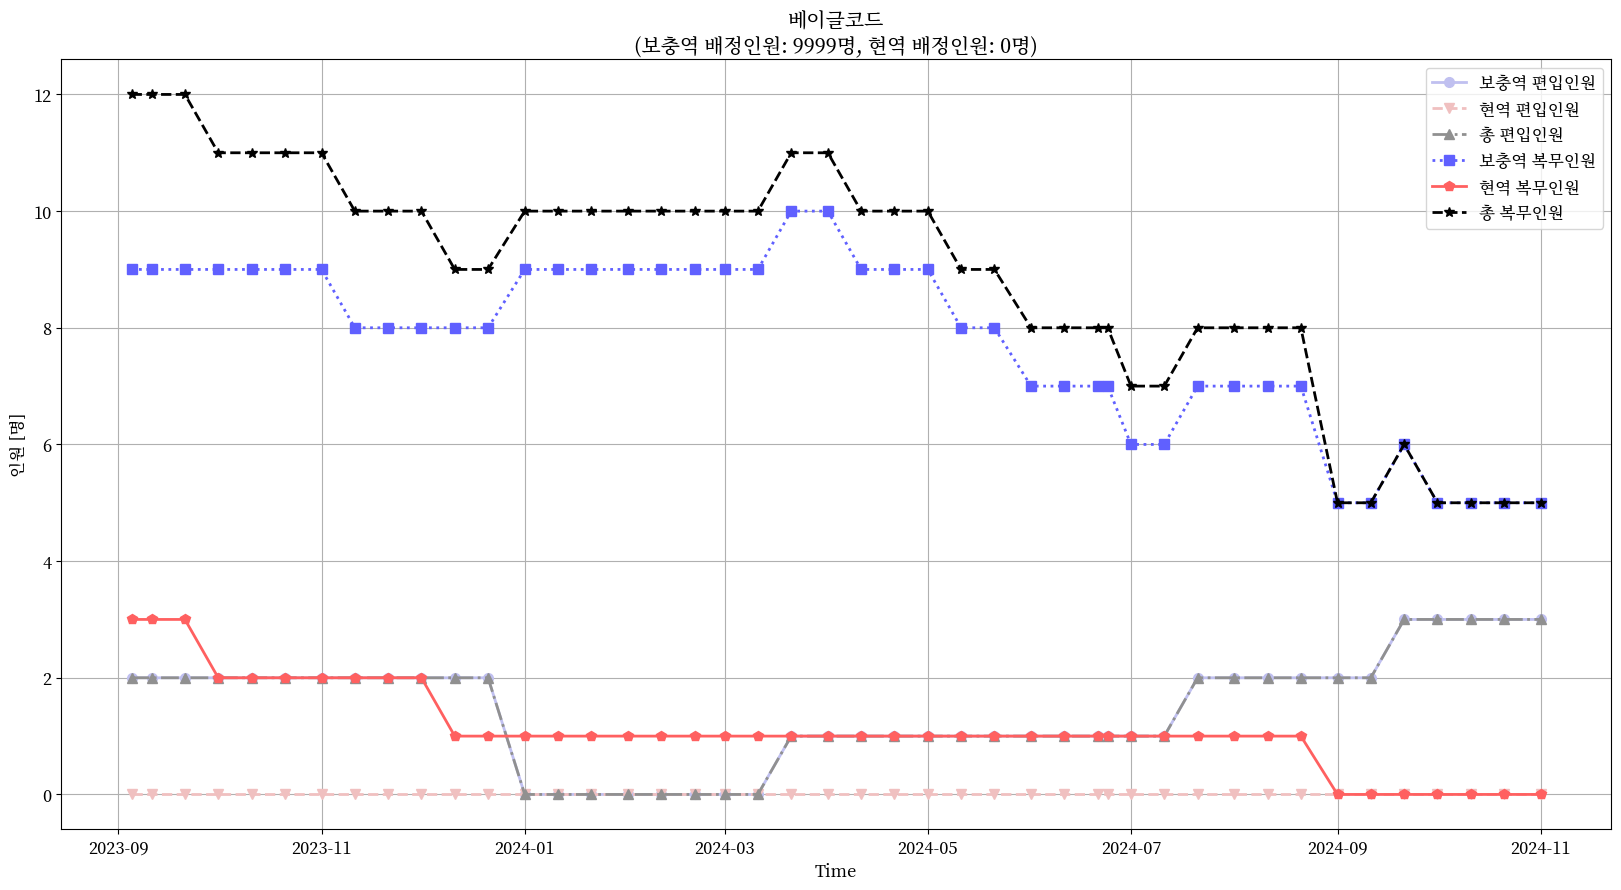 베이글코드
(보충역 배정인원: 9999명, 현역 배정인원: 0명)
보충역 편입인원
현역 편입인원
총 편입인원
보충역 복무인원
현역 복무인원
총 복무인원
인원 [명]
12
10
8
6
4
2
0
2023-09
2023-11
2024-01
2024-03
2024-05
2024-07
2024-09
2024-11
Time